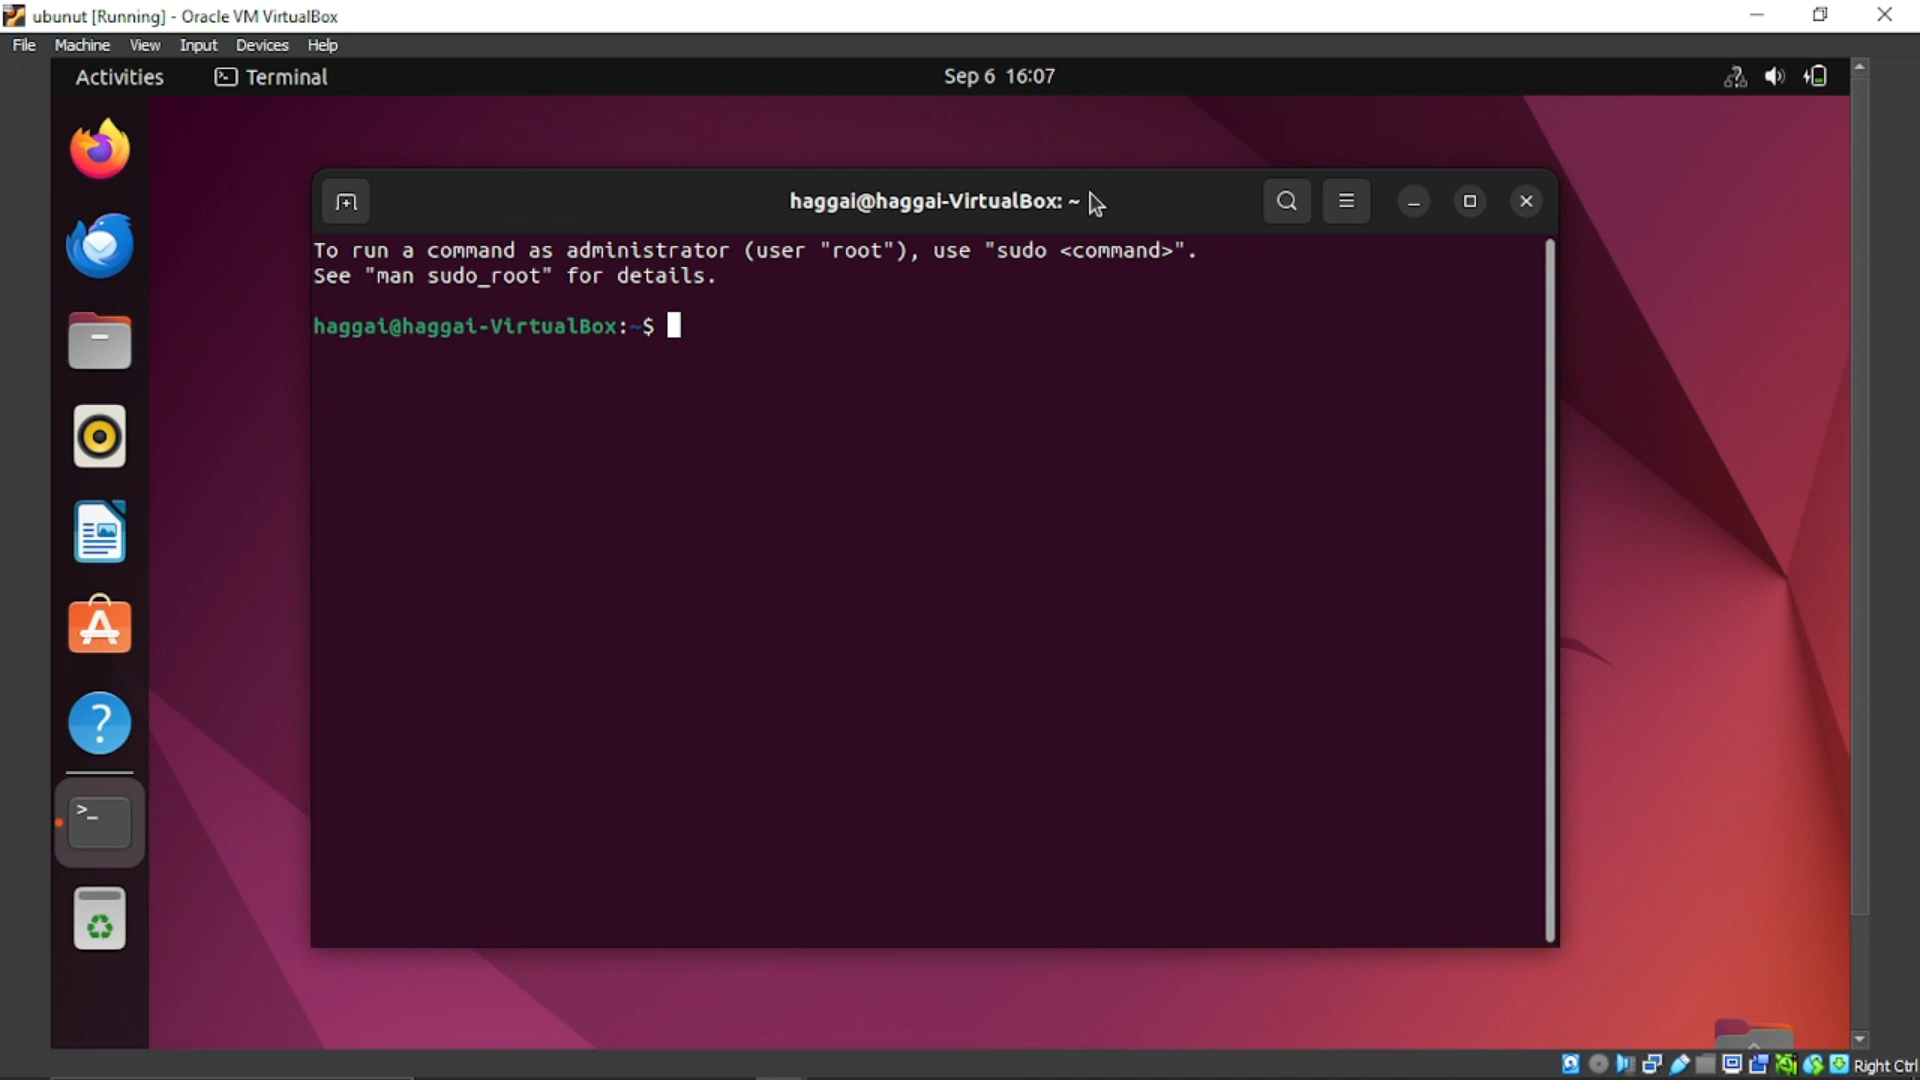 ubunut [Running] - Oracle VM VirtualBox
File Machine View Input Devices Help
Activities Terminal Sep 6 16:07
haggai@haggai-VirtualBox: ~
To run a command as administrator (user "root"), use "sudo <command>".
See "man sudo_root" for details.
haggai@haggai-VirtualBox:~$
Right Ctrl